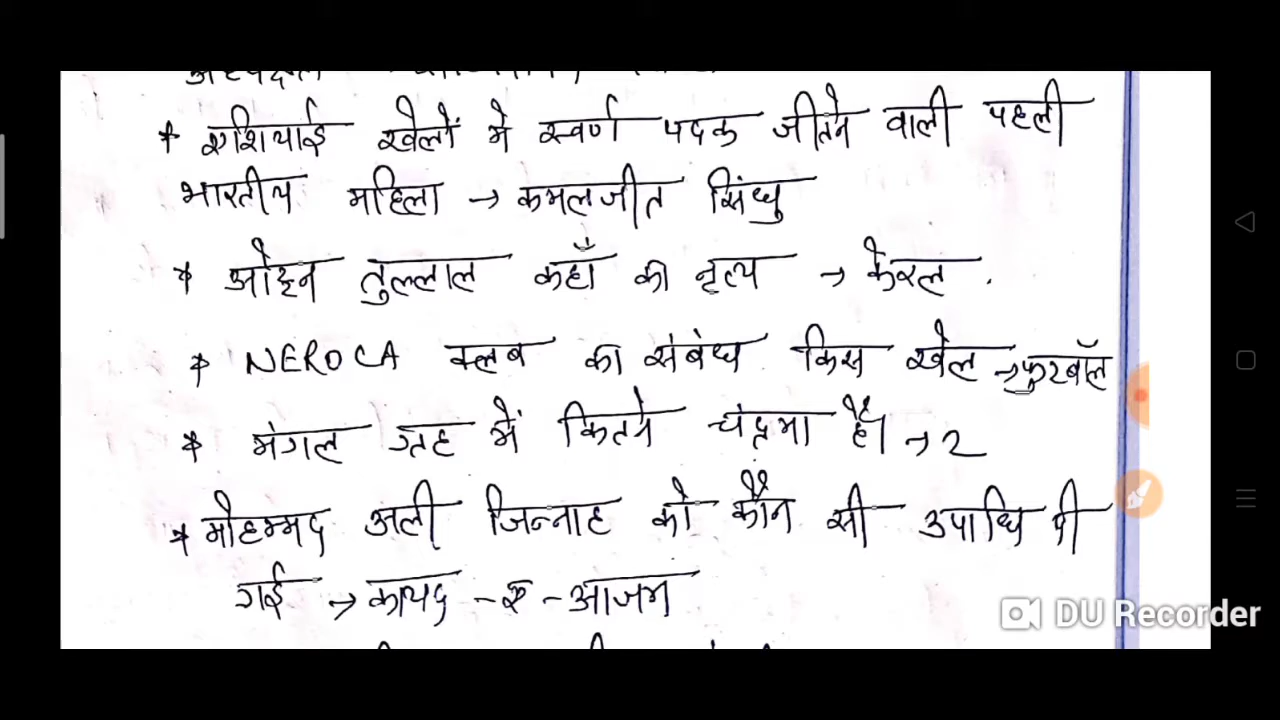 * एशियाई खेलों मे स्वर्ण पदक जीतने वाली पहली
भारतीय महिला → कमलजीत सिंधु
* ओट्टन तुल्लाल कहाँ की नृत्य → केरल .
* NEROCA क्लब का संबंध किस खेल → फुटबॉल
* मंगल ग्रह में कितने चंद्रमा है। → 2
* मोहम्मद अली जिन्नाह को कौन सी उपाधि दी
गई → कायद - ए - आजम
DU Recorder